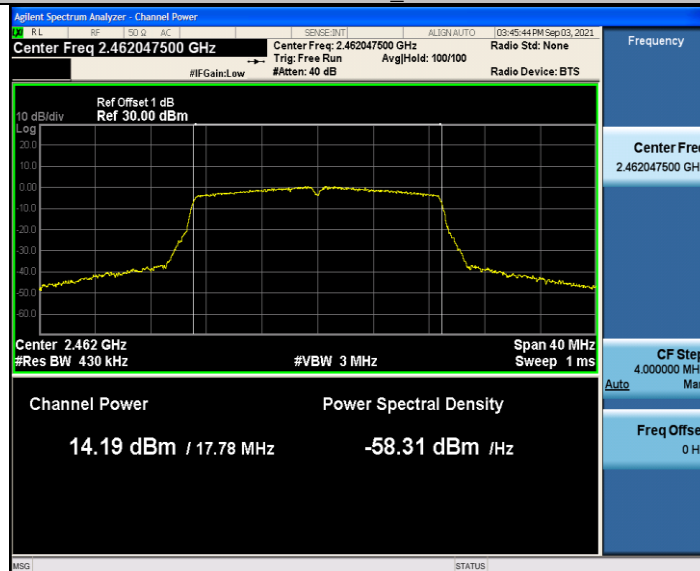 Agilent Spectrum Analyzer - Channel Power
RL RF 50 Ω AC SENSE:INT ALIGN AUTO 03:45:44 PM Sep 03, 2021
Center Freq 2.462047500 GHz
Center Freq: 2.462047500 GHz
Radio Std: None
Trig: Free Run Avg|Hold: 100/100
#IFGain:Low
#Atten: 40 dB
Radio Device: BTS
Ref Offset 1 dB
10 dB/div Ref 30.00 dBm
Log
20.0
10.0
0.00
-10.0
-20.0
-30.0
-40.0
-50.0
-60.0
Center 2.462 GHz Span 40 MHz
#Res BW 430 kHz #VBW 3 MHz Sweep 1 ms
Channel Power Power Spectral Density
14.19 dBm / 17.78 MHz -58.31 dBm /Hz
MSG STATUS
Frequency
Center Fre
2.462047500 GH
CF Step
4.000000 MH
Auto Man
Freq Offse
0 H